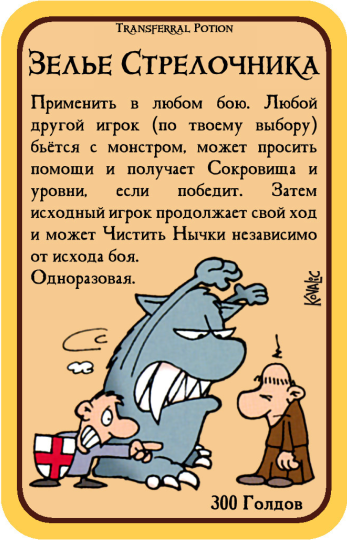 Transferral Potion
Зелье Стрелочника
Применить в любом бою. Любой
другой игрок (по твоему выбору)
бьётся с монстром, может просить
помощи и получает Сокровища и
уровни, если победит. Затем
исходный игрок продолжает свой ход
и может Чистить Нычки независимо
от исхода боя.
Одноразовая.
Kovalic
300 Голдов